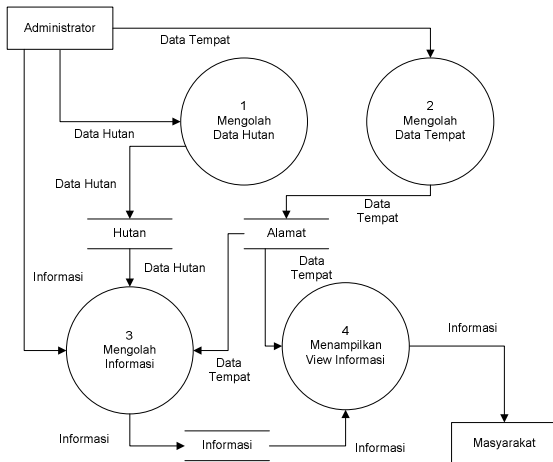 Administrator
Data Tempat
1
Mengolah
Data Hutan
2
Mengolah
Data Tempat
Data Hutan
Data Hutan
Data
Tempat
Hutan
Alamat
Informasi
Data Hutan
Data
Tempat
3
Mengolah
Informasi
Data
Tempat
4
Menampilkan
View Informasi
Informasi
Informasi
Informasi
Informasi
Masyarakat